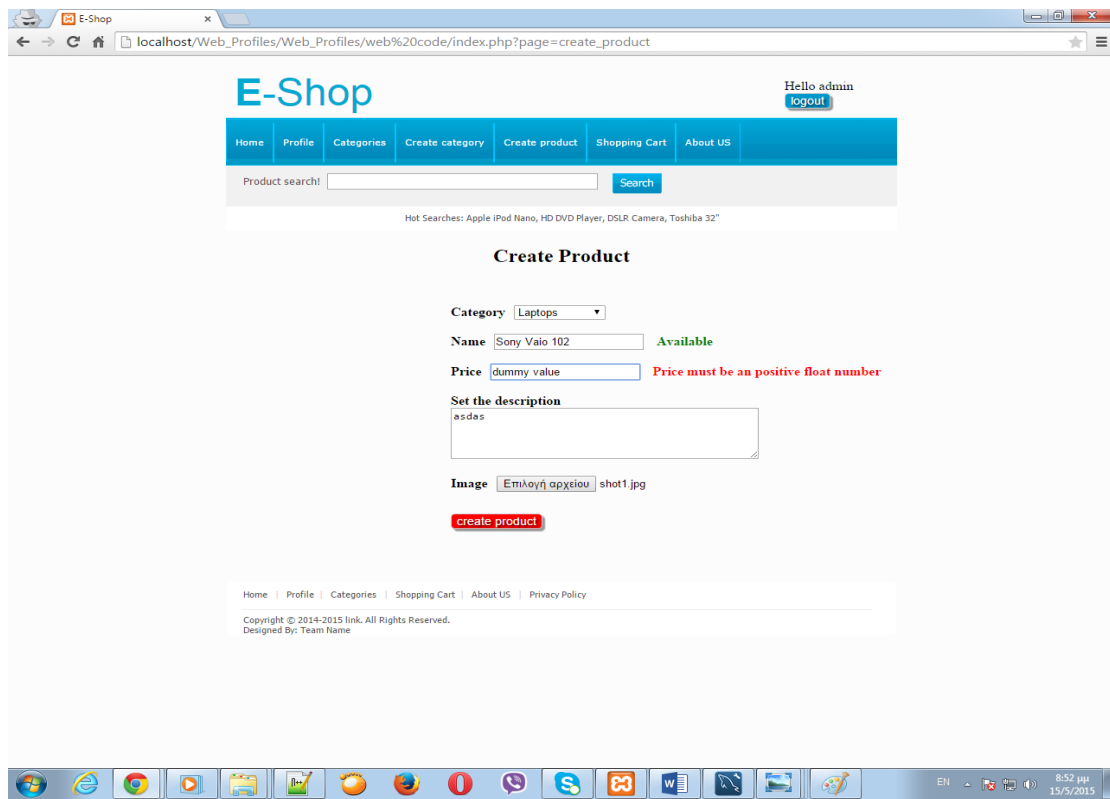 E-Shop
localhost/Web_Profiles/Web_Profiles/web%20code/index.php?page=create_product
E-Shop
Hello admin
logout
Home Profile Categories Create category Create product Shopping Cart About US
Product search! Search
Hot Searches: Apple iPod Nano, HD DVD Player, DSLR Camera, Toshiba 32"
Create Product
Category Laptops
Name Sony Vaio 102 Available
Price dummy value Price must be an positive float number
Set the description
asdas
Image Επιλογή αρχείου shot1.jpg
create product
Home | Profile | Categories | Shopping Cart | About US | Privacy Policy
Copyright © 2014-2015 link. All Rights Reserved.
Designed By: Team Name
EN 8:52 μμ
15/5/2015